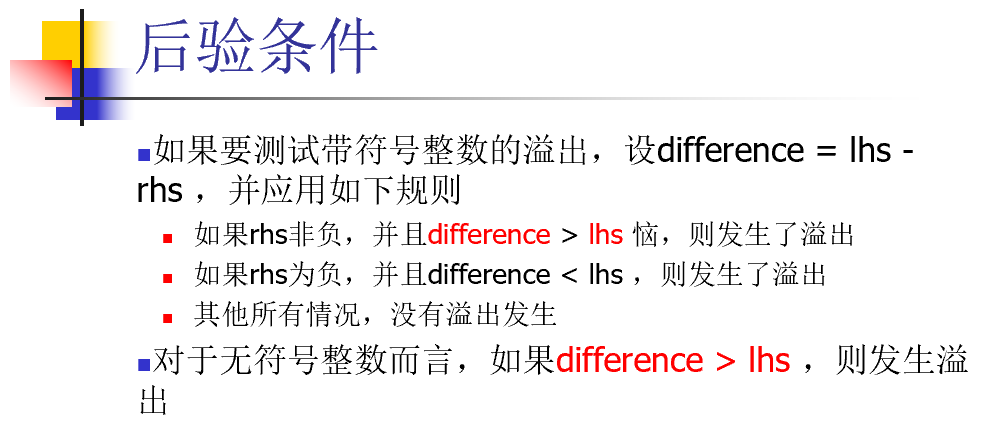 后验条件
如果要测试带符号整数的溢出，设difference = lhs -
rhs ，并应用如下规则
如果rhs非负，并且difference > lhs 恼，则发生了溢出
如果rhs为负，并且difference < lhs ，则发生了溢出
其他所有情况，没有溢出发生
对于无符号整数而言，如果difference > lhs ，则发生溢
出